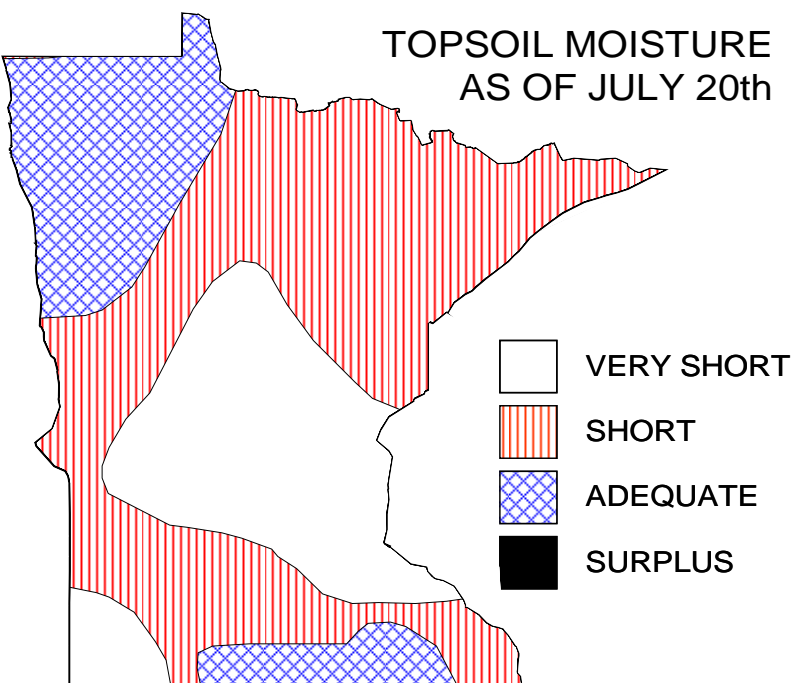 TOPSOIL MOISTURE
AS OF JULY 20th
VERY SHORT
SHORT
ADEQUATE
SURPLUS